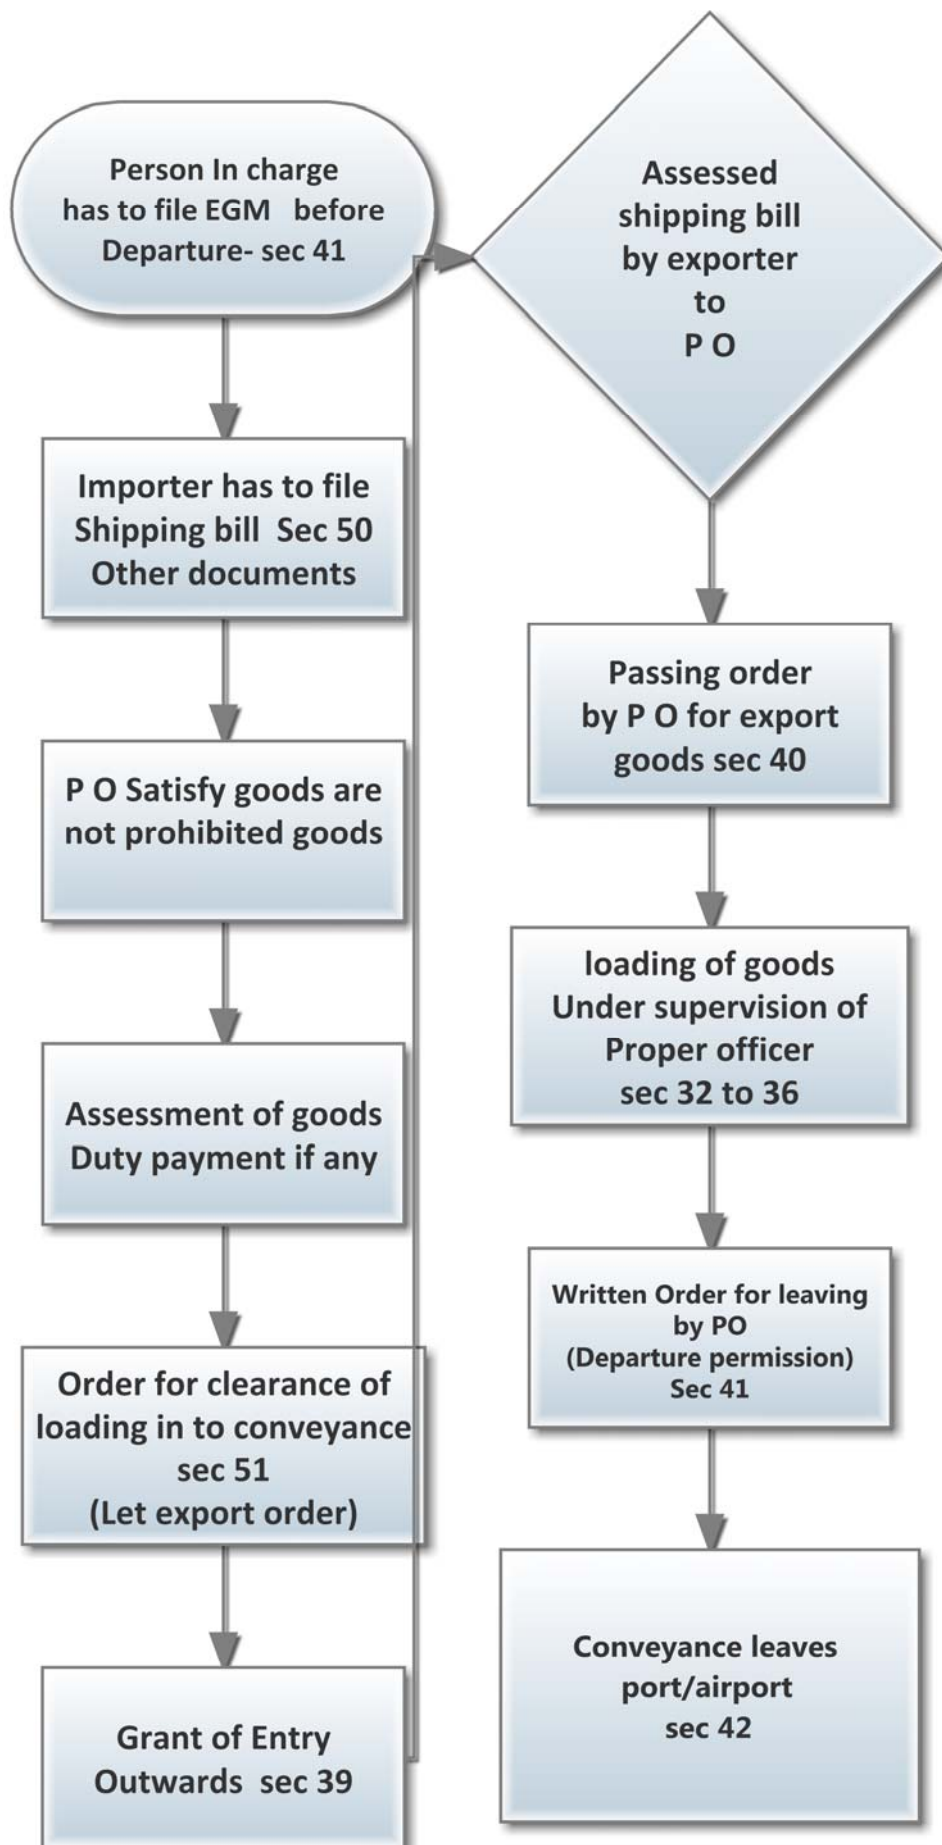 Person In charge
has to file EGM before
Departure- sec 41
Importer has to file
Shipping bill Sec 50
Other documents
P O Satisfy goods are
not prohibited goods
Assessment of goods
Duty payment if any
Order for clearance of
loading in to conveyance
sec 51
(Let export order)
Grant of Entry
Outwards sec 39
Assessed
shipping bill
by exporter
to
P O
Passing order
by P O for export
goods sec 40
loading of goods
Under supervision of
Proper officer
sec 32 to 36
Written Order for leaving
by PO
(Departure permission)
Sec 41
Conveyance leaves
port/airport
sec 42